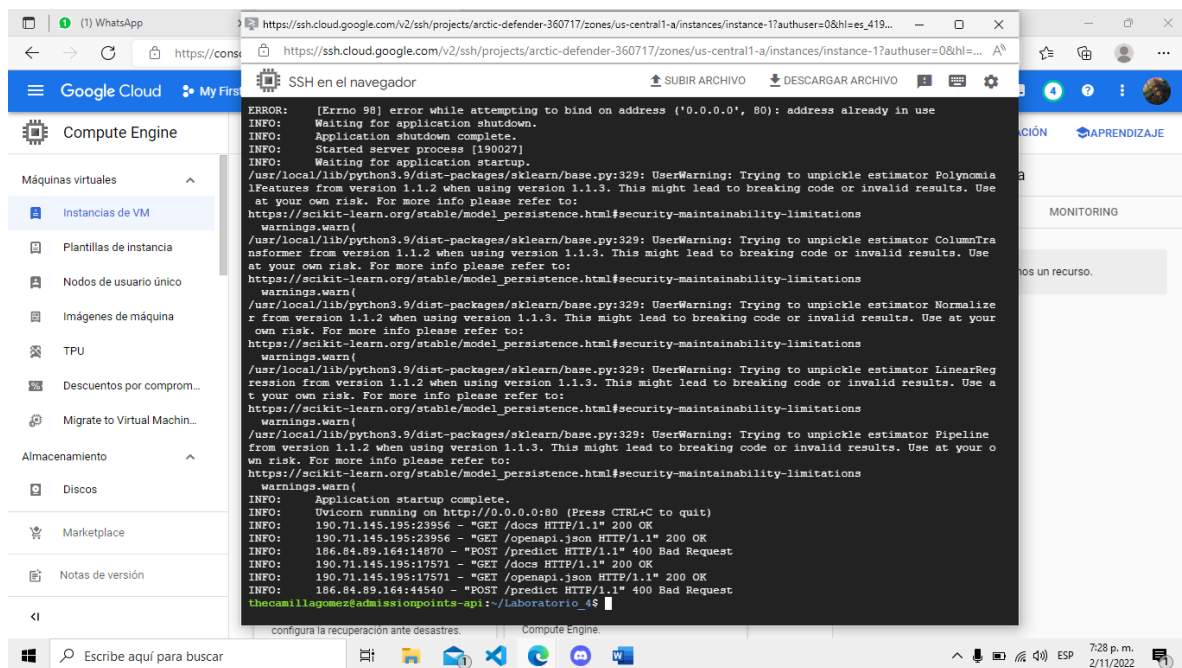 (1) WhatsApp
https://ssh.cloud.google.com/v2/ssh/projects/arctic-defender-360717/zones/us-central1-a/instances/instance-1?authuser=0&hl=es_419...
https://cons
https://ssh.cloud.google.com/v2/ssh/projects/arctic-defender-360717/zones/us-central1-a/instances/instance-1?authuser=0&hl=...
Google Cloud
My First
SSH en el navegador
SUBIR ARCHIVO
DESCARGAR ARCHIVO
4
Compute Engine
CIÓN
APRENDIZAJE
Máquinas virtuales
Instancias de VM
Plantillas de instancia
Nodos de usuario único
Imágenes de máquina
TPU
Descuentos por comprom...
Migrate to Virtual Machin...
Almacenamiento
Discos
Marketplace
Notas de versión
ERROR: [Errno 98] error while attempting to bind on address ('0.0.0.0', 80): address already in use
INFO: Waiting for application shutdown.
INFO: Application shutdown complete.
INFO: Started server process [190027]
INFO: Waiting for application startup.
/usr/local/lib/python3.9/dist-packages/sklearn/base.py:329: UserWarning: Trying to unpickle estimator Polynomia
lFeatures from version 1.1.2 when using version 1.1.3. This might lead to breaking code or invalid results. Use
at your own risk. For more info please refer to:
https://scikit-learn.org/stable/model_persistence.html#security-maintainability-limitations
warnings.warn(
/usr/local/lib/python3.9/dist-packages/sklearn/base.py:329: UserWarning: Trying to unpickle estimator ColumnTra
nsformer from version 1.1.2 when using version 1.1.3. This might lead to breaking code or invalid results. Use
at your own risk. For more info please refer to:
https://scikit-learn.org/stable/model_persistence.html#security-maintainability-limitations
warnings.warn(
/usr/local/lib/python3.9/dist-packages/sklearn/base.py:329: UserWarning: Trying to unpickle estimator Normalize
r from version 1.1.2 when using version 1.1.3. This might lead to breaking code or invalid results. Use at your
own risk. For more info please refer to:
https://scikit-learn.org/stable/model_persistence.html#security-maintainability-limitations
warnings.warn(
/usr/local/lib/python3.9/dist-packages/sklearn/base.py:329: UserWarning: Trying to unpickle estimator LinearReg
ression from version 1.1.2 when using version 1.1.3. This might lead to breaking code or invalid results. Use a
t your own risk. For more info please refer to:
https://scikit-learn.org/stable/model_persistence.html#security-maintainability-limitations
warnings.warn(
/usr/local/lib/python3.9/dist-packages/sklearn/base.py:329: UserWarning: Trying to unpickle estimator Pipeline
from version 1.1.2 when using version 1.1.3. This might lead to breaking code or invalid results. Use at your o
wn risk. For more info please refer to:
https://scikit-learn.org/stable/model_persistence.html#security-maintainability-limitations
warnings.warn(
INFO: Application startup complete.
INFO: Uvicorn running on http://0.0.0.0:80 (Press CTRL+C to quit)
INFO: 190.71.145.195:23956 - "GET /docs HTTP/1.1" 200 OK
INFO: 190.71.145.195:23956 - "GET /openapi.json HTTP/1.1" 200 OK
INFO: 186.84.89.164:14870 - "POST /predict HTTP/1.1" 400 Bad Request
INFO: 190.71.145.195:17571 - "GET /docs HTTP/1.1" 200 OK
INFO: 190.71.145.195:17571 - "GET /openapi.json HTTP/1.1" 200 OK
INFO: 186.84.89.164:44540 - "POST /predict HTTP/1.1" 400 Bad Request
thecamillagomez@admissionpoints-api:~/Laboratorio_4$
a
MONITORING
nos un recurso.
configura la recuperación ante desastres.
Compute Engine.
Escribe aquí para buscar
ESP
7:28 p. m.
2/11/2022